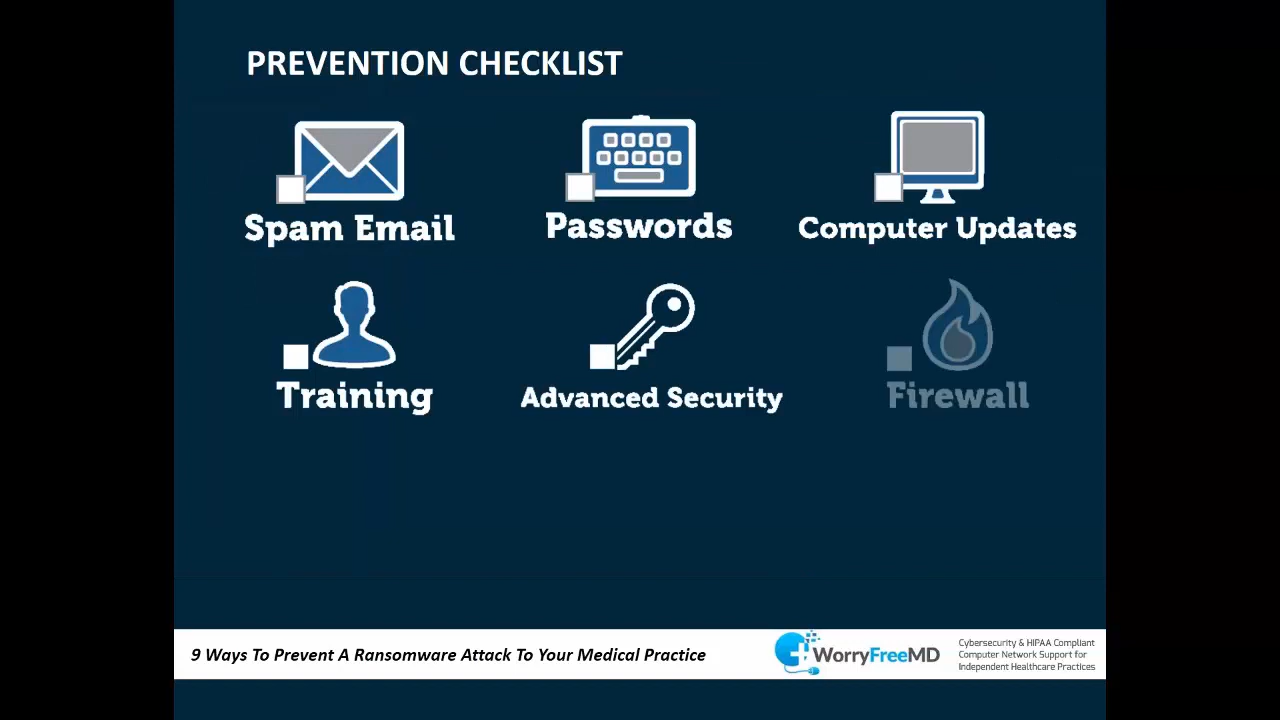 PREVENTION CHECKLIST
Spam Email
Passwords
Computer Updates
Training
Advanced Security
Firewall
9 Ways To Prevent A Ransomware Attack To Your Medical Practice
WorryFreeMD
Cybersecurity & HIPAA Compliant
Computer Network Support for
Independent Healthcare Practices